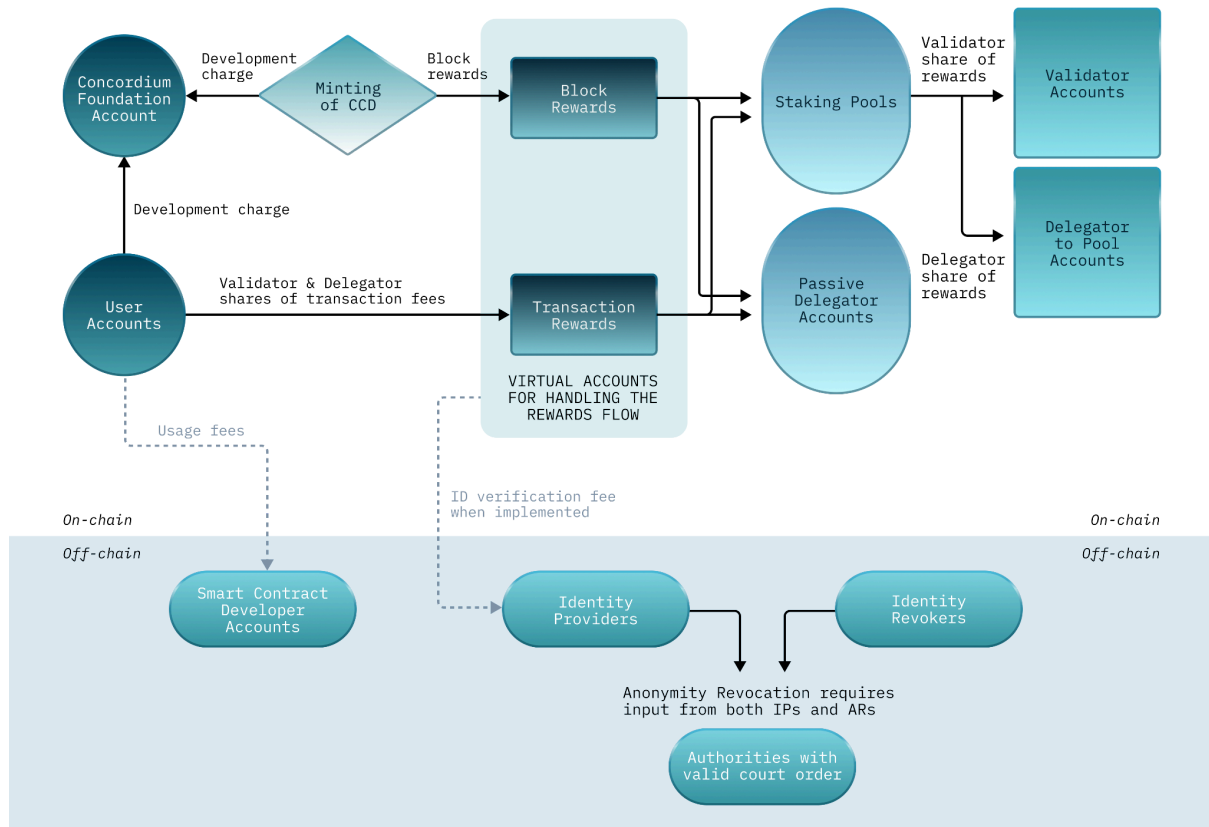 Concordium
Foundation
Account
Development
charge
Minting
of CCD
Block
rewards
Block
Rewards
Staking Pools
Validator
share of
rewards
Validator
Accounts
Development charge
User
Accounts
Validator & Delegator
shares of transaction fees
Transaction
Rewards
VIRTUAL ACCOUNTS
FOR HANDLING THE
REWARDS FLOW
Passive
Delegator
Accounts
Delegator
share of
rewards
Delegator
to Pool
Accounts
Usage fees
ID verification fee
when implemented
On-chain
On-chain
Off-chain
Off-chain
Smart Contract
Developer
Accounts
Identity
Providers
Identity
Revokers
Anonymity Revocation requires
input from both IPs and ARs
Authorities with
valid court order